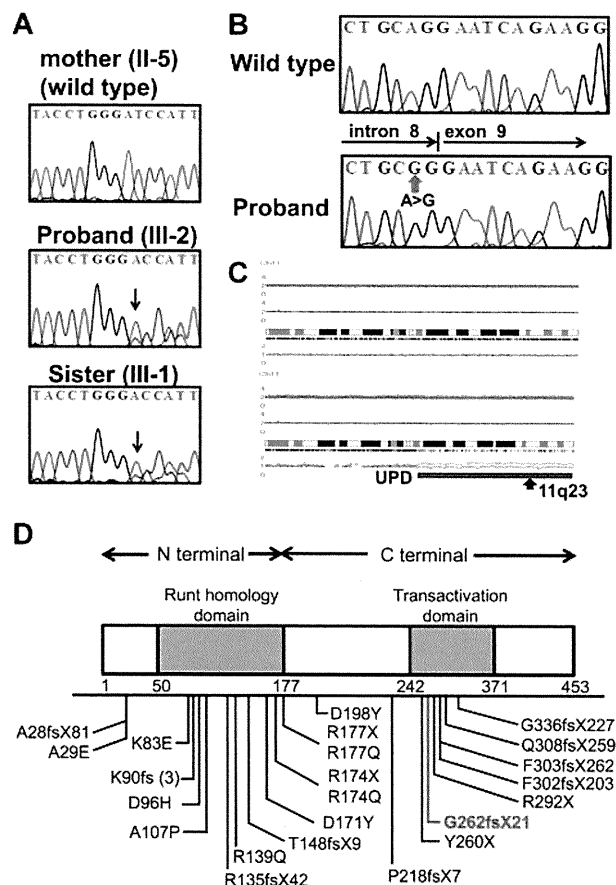 A
mother (II-5)
(wild type)
TACCTGGGATCCATT
Proband (III-2)
TACCTGGGACCATT
Sister (III-1)
TACCTGGGACCATT
B
Wild type
CTGCAGGAATCAGAAGG
intron 8 exon 9
Proband
CTGCGGGAATCAGAAGG
A>G
C
UPD
11q23
D
N terminal C terminal
Runt homology domain
Transactivation domain
1 50 177 242 371 453
A28fsX81
A29E
K83E
K90fs (3)
D96H
A107P
R135fsX42
R139Q
T148fsX9
D171Y
R174Q
R174X
R177Q
R177X
D198Y
P218fsX7
Y260X
G262fsX21
R292X
F302fsX203
F303fsX262
Q308sX259
G336fsX227